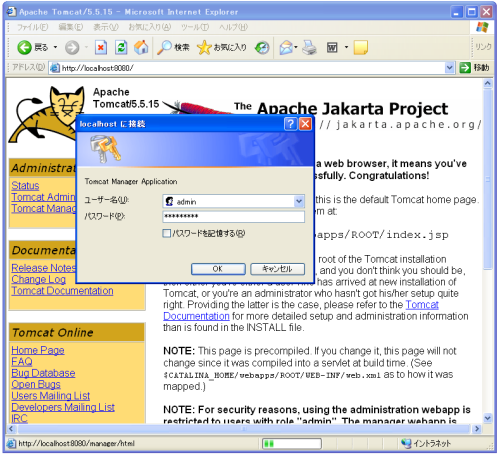 Apache Tomcat/5.5.15 - Microsoft Internet Explorer
ファイル(F) 編集(E) 表示(V) お気に入り(A) ツール(T) ヘルプ(H)
戻る 検索 お気に入り リンク
アドレス(D) http://localhost:8080/ 移動
Apache
Tomcat/5.5.15
The Apache Jakarta Project
//jakarta.apache.org/
localhost に接続
Tomcat Manager Application
ユーザー名(U): admin
パスワード(P): *********
パスワードを記憶する(R)
OK キャンセル
Administrat
Status
Tomcat Admin
Tomcat Manag
Documenta
Release Notes
Change Log
Tomcat Documentation
Tomcat Online
Home Page
FAQ
Bug Database
Open Bugs
Users Mailing List
Developers Mailing List
IRC
a web browser, it means you've
sfully. Congratulations!
this is the default Tomcat home page.
m at:
apps/ROOT/index.jsp
root of the Tomcat installation
, and you don't think you should be,
has arrived at new installation of
Tomcat, or you're an administrator who hasn't got his/her setup quite
right. Providing the latter is the case, please refer to the Tomcat
Documentation for more detailed setup and administration information
than is found in the INSTALL file.
NOTE: This page is precompiled. If you change it, this page will not
change since it was compiled into a servlet at build time. (See
$CATALINA_HOME/webapps/ROOT/WEB-INF/web.xml as to how it was
mapped.)
NOTE: For security reasons, using the administration webapp is
restricted to users with role "admin". The manager webapp is
http://localhost:8080/manager/html イントラネット